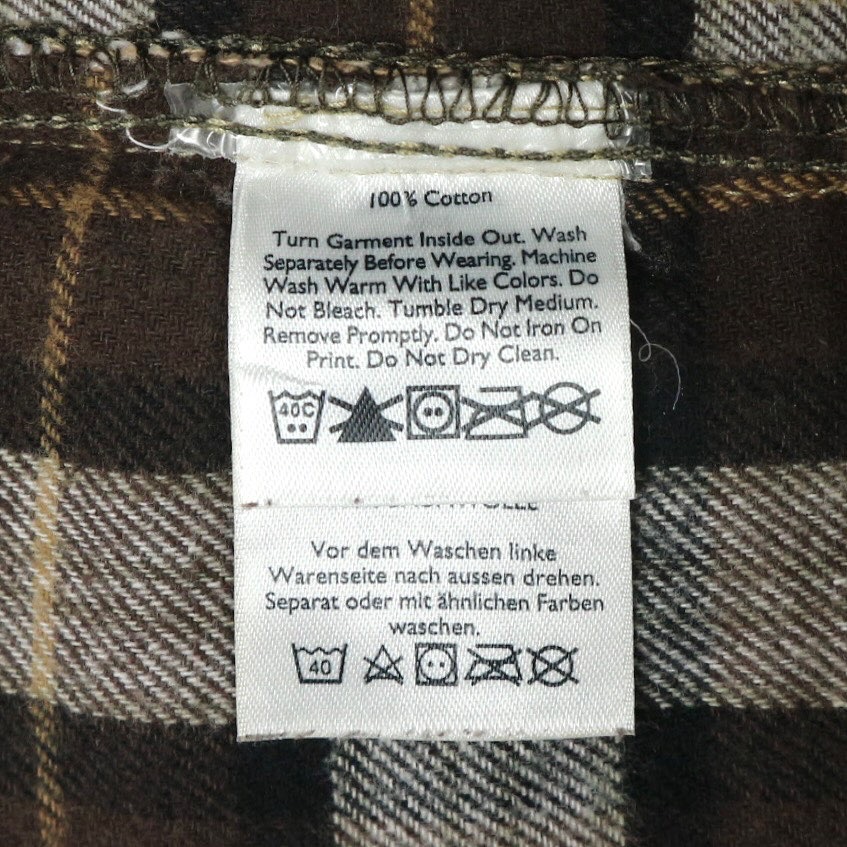 100% Cotton
Turn Garment Inside Out. Wash
Separately Before Wearing. Machine
Wash Warm With Like Colors. Do
Not Bleach. Tumble Dry Medium.
Remove Promptly. Do Not Iron On
Print. Do Not Dry Clean.
40C
Vor dem Waschen linke
Warenseite nach aussen drehen.
Separat oder mit ähnlichen Farben
waschen.
40